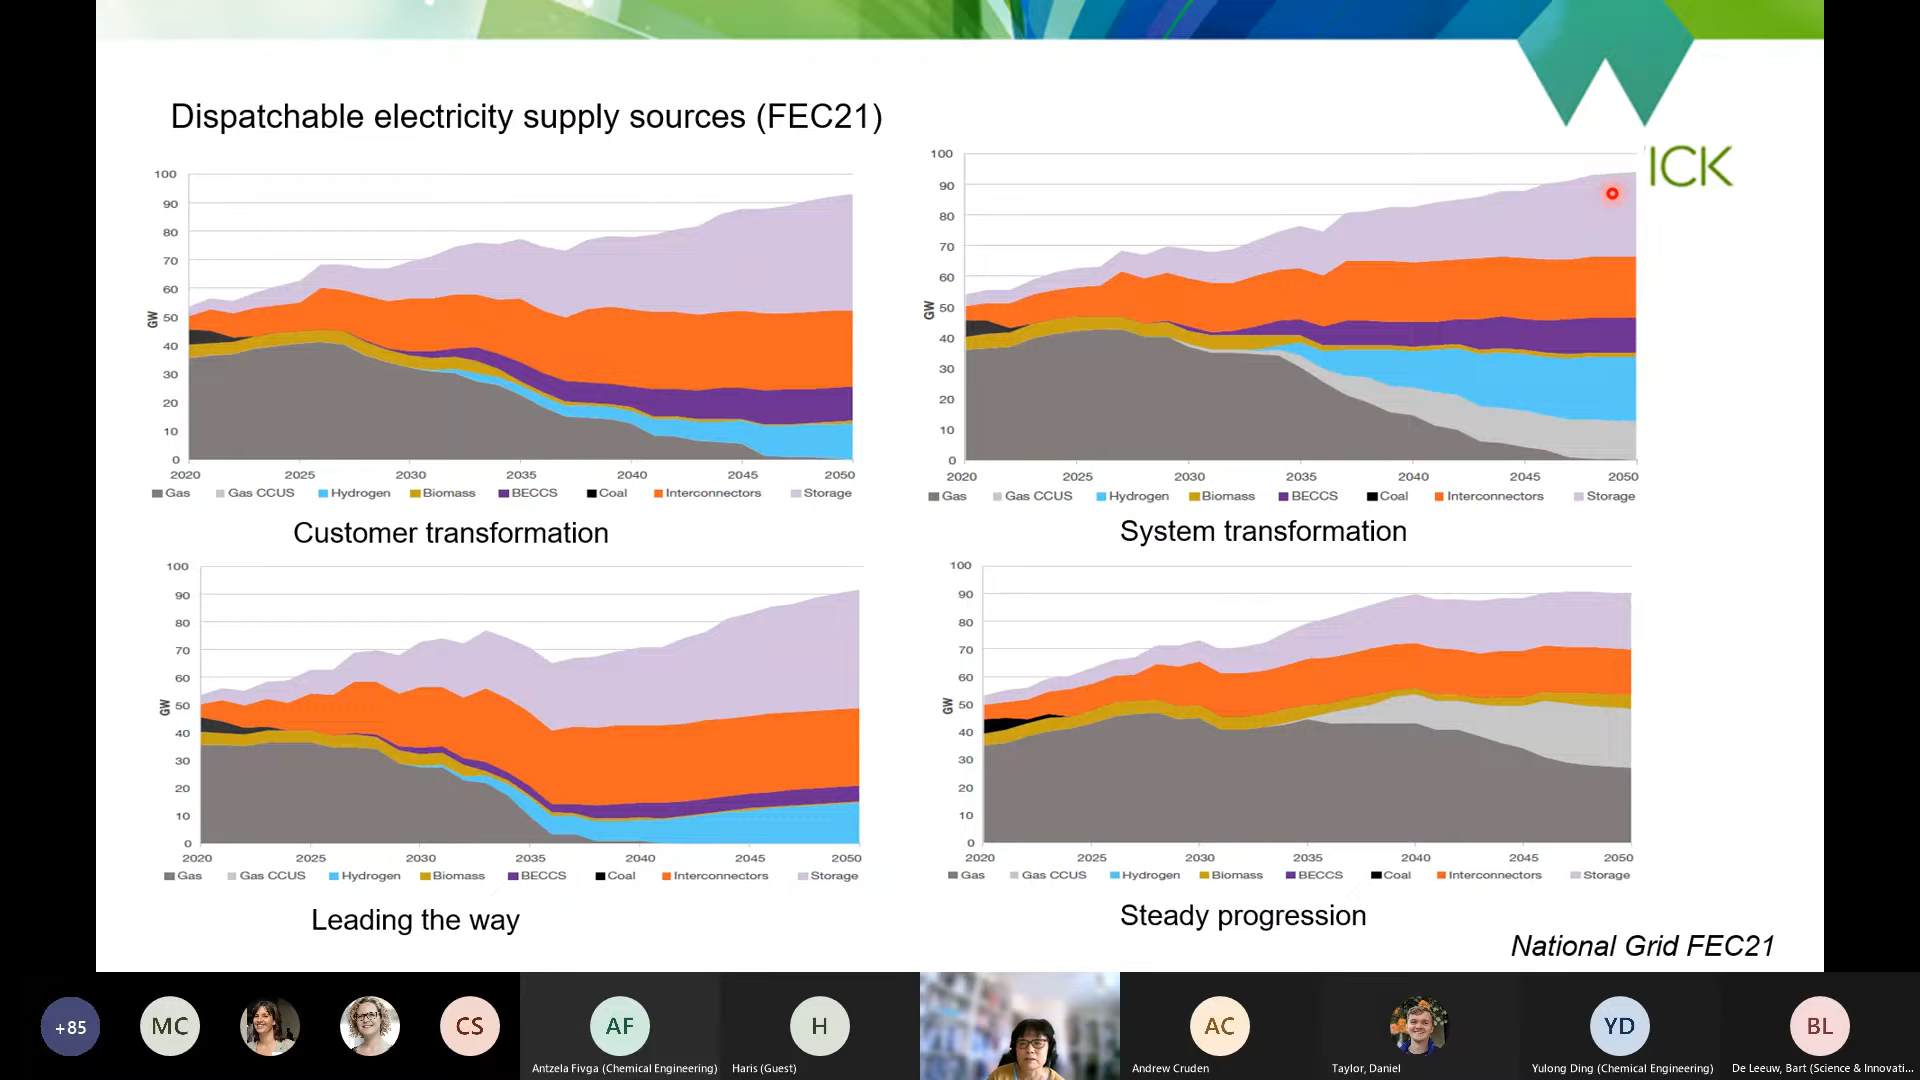 Dispatchable electricity supply sources (FEC21)
ICK
100
90
80
70
60
50
40
30
20
10
0
GW
2020 2025 2030 2035 2040 2045 2050
Gas Gas CCUS Hydrogen Biomass BECCS Coal Interconnectors Storage
Customer transformation
100
90
80
70
60
50
40
30
20
10
0
GW
2020 2025 2030 2035 2040 2045 2050
Gas Gas CCUS Hydrogen Biomass BECCS Coal Interconnectors Storage
System transformation
100
90
80
70
60
50
40
30
20
10
0
GW
2020 2025 2030 2035 2040 2045 2050
Gas Gas CCUS Hydrogen Biomass BECCS Coal Interconnectors Storage
Leading the way
100
90
80
70
60
50
40
30
20
10
0
GW
2020 2025 2030 2035 2040 2045 2050
Gas Gas CCUS Hydrogen Biomass BECCS Coal Interconnectors Storage
Steady progression
National Grid FEC21
+85 MC CS AF H AC YD BL
Antzela Fivga (Chemical Engineering) Haris (Guest) Andrew Cruden Taylor, Daniel Yulong Ding (Chemical Engineering) De Leeuw, Bart (Science & Innovati...